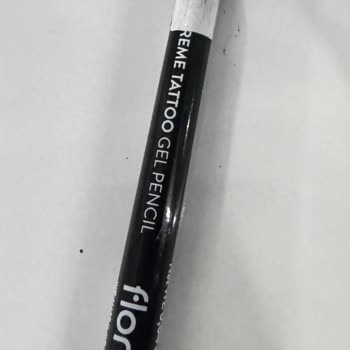 REME TATTOO GEL PENCIL
flor